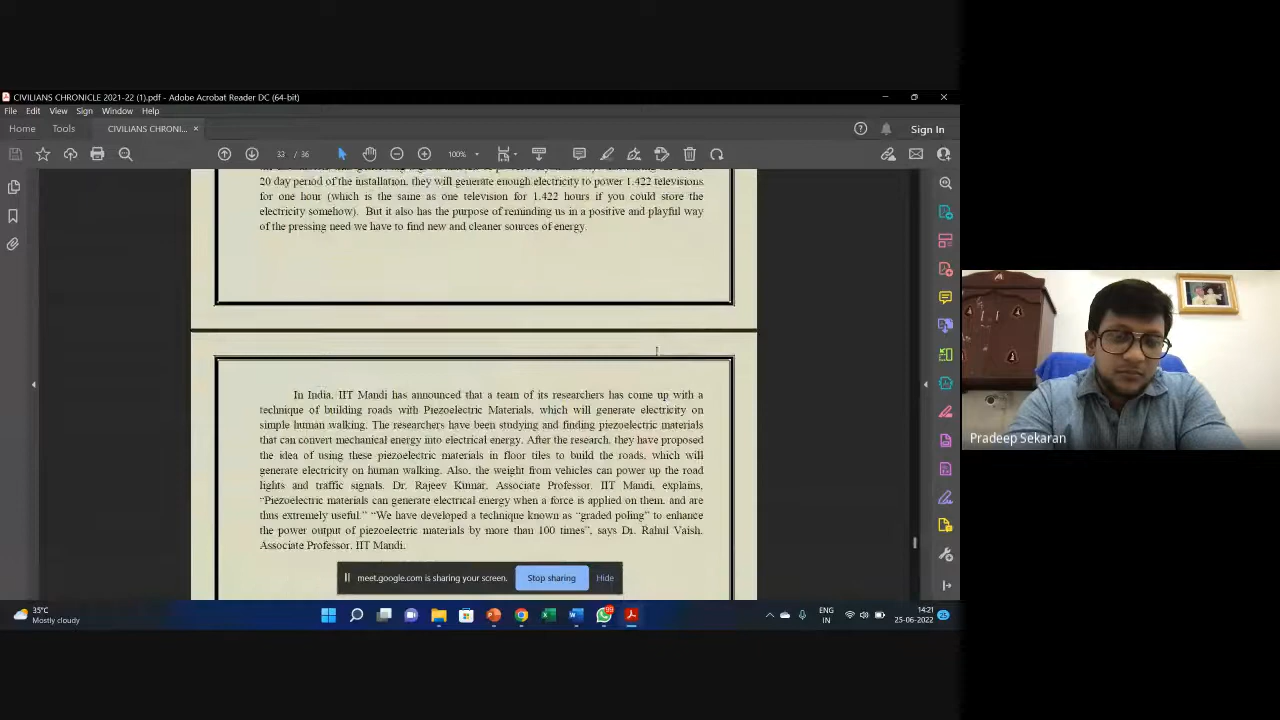 CIVILIANS CHRONICLE 2021-22 (1).pdf - Adobe Acrobat Reader DC (64-bit)
File Edit View Sign Window Help
Home Tools CIVILIANS CHRONI... × Sign In
33 / 36 100%
20 day period of the installation, they will generate enough electricity to power 1,422 televisions
for one hour (which is the same as one television for 1,422 hours if you could store the
electricity somehow). But it also has the purpose of reminding us in a positive and playful way
of the pressing need we have to find new and cleaner sources of energy.
In India, IIT Mandi has announced that a team of its researchers has come up with a
technique of building roads with Piezoelectric Materials, which will generate electricity on
simple human walking. The researchers have been studying and finding piezoelectric materials
that can convert mechanical energy into electrical energy. After the research, they have proposed
the idea of using these piezoelectric materials in floor tiles to build the roads, which will
generate electricity on human walking. Also, the weight from vehicles can power up the road
lights and traffic signals. Dr. Rajeev Kumar, Associate Professor, IIT Mandi, explains,
“Piezoelectric materials can generate electrical energy when a force is applied on them, and are
thus extremely useful.” “We have developed a technique known as “graded poling” to enhance
the power output of piezoelectric materials by more than 100 times”, says Dr. Rahul Vaish,
Associate Professor, IIT Mandi.
meet.google.com is sharing your screen. Stop sharing Hide
Pradeep Sekaran
35°C
Mostly cloudy
99
ENG
IN
14:21
25-06-2022
25